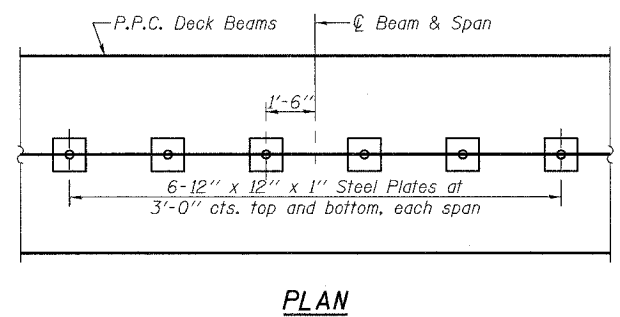 P.P.C. Deck Beams
℄ Beam & Span
1'-6"
6-12" x 12" x 1" Steel Plates at
3'-0" cts. top and bottom, each span
PLAN